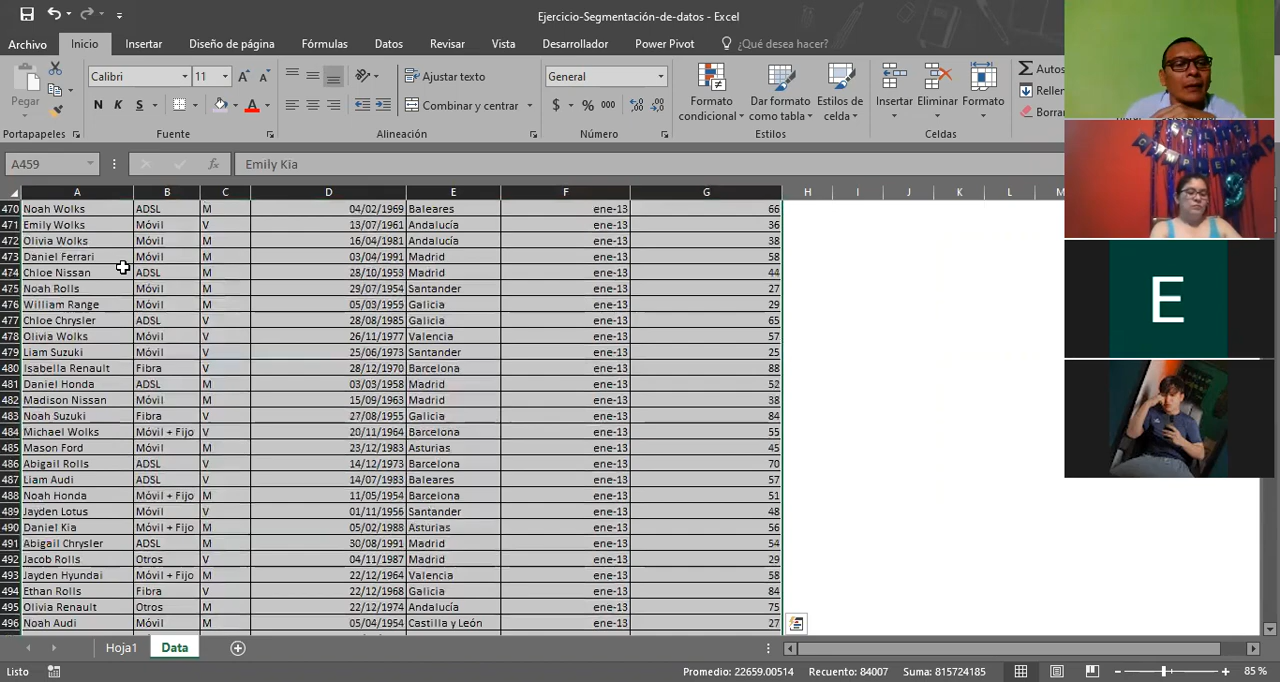 Ejercicio-Segmentación-de-datos - Excel
Archivo Inicio Insertar Diseño de página Fórmulas Datos Revisar Vista Desarrollador Power Pivot ¿Qué desea hacer?
Pegar
Calibri 11
N K S
Ajustar texto
Combinar y centrar
General
$ % 000
Formato condicional
Dar formato como tabla
Estilos de celda
Insertar Eliminar Formato
Autos
Rellen
Borra
Portapapeles Fuente Alineación Número Estilos Celdas
A459 fx Emily Kia
A B C D E F G H I J K L M
470 Noah Wolks ADSL M 04/02/1969 Baleares ene-13 66
471 Emily Wolks Móvil V 13/07/1961 Andalucía ene-13 36
472 Olivia Wolks Móvil M 16/04/1981 Andalucía ene-13 38
473 Daniel Ferrari Móvil M 03/04/1991 Madrid ene-13 58
474 Chloe Nissan ADSL M 28/10/1953 Madrid ene-13 44
475 Noah Rolls Móvil M 29/07/1954 Santander ene-13 27
476 William Range Móvil M 05/03/1955 Galicia ene-13 29
477 Chloe Chrysler ADSL V 28/08/1985 Galicia ene-13 65
478 Olivia Wolks Móvil V 26/11/1977 Valencia ene-13 57
479 Liam Suzuki Móvil V 25/06/1973 Santander ene-13 25
480 Isabella Renault Fibra V 28/12/1970 Barcelona ene-13 88
481 Daniel Honda ADSL M 03/03/1958 Madrid ene-13 52
482 Madison Nissan Móvil M 15/09/1963 Madrid ene-13 38
483 Noah Suzuki Fibra V 27/08/1955 Galicia ene-13 84
484 Michael Wolks Móvil + Fijo V 20/11/1964 Barcelona ene-13 55
485 Mason Ford Móvil M 23/12/1983 Asturias ene-13 45
486 Abigail Rolls ADSL V 14/12/1973 Barcelona ene-13 70
487 Liam Audi ADSL V 14/07/1983 Baleares ene-13 57
488 Noah Honda Móvil + Fijo M 11/05/1954 Barcelona ene-13 51
489 Jayden Lotus Móvil V 01/11/1956 Santander ene-13 48
490 Daniel Kia Móvil + Fijo M 05/02/1988 Asturias ene-13 56
491 Abigail Chrysler ADSL M 30/08/1991 Madrid ene-13 54
492 Jacob Rolls Otros V 04/11/1987 Madrid ene-13 29
493 Jayden Hyundai Móvil + Fijo M 22/12/1964 Valencia ene-13 58
494 Ethan Rolls Fibra V 22/12/1968 Galicia ene-13 84
495 Olivia Renault Otros M 22/12/1974 Andalucía ene-13 75
496 Noah Audi Móvil M 05/04/1954 Castilla y León ene-13 27
Hoja1 Data
Listo Promedio: 22659.00514 Recuento: 84007 Suma: 815724185 85 %
E